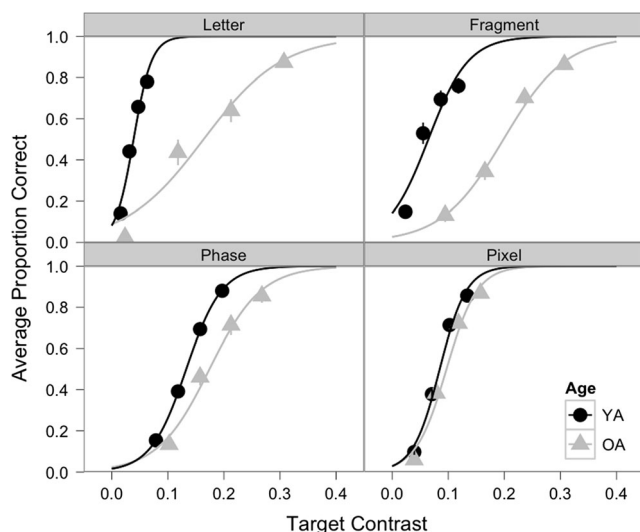 Letter
Fragment
1.0
0.8
0.6
0.4
0.2
0.0
Phase
Pixel
1.0
0.8
0.6
0.4
0.2
0.0
Average Proportion Correct
Age
YA
OA
0.0 0.1 0.2 0.3 0.4
0.0 0.1 0.2 0.3 0.4
Target Contrast